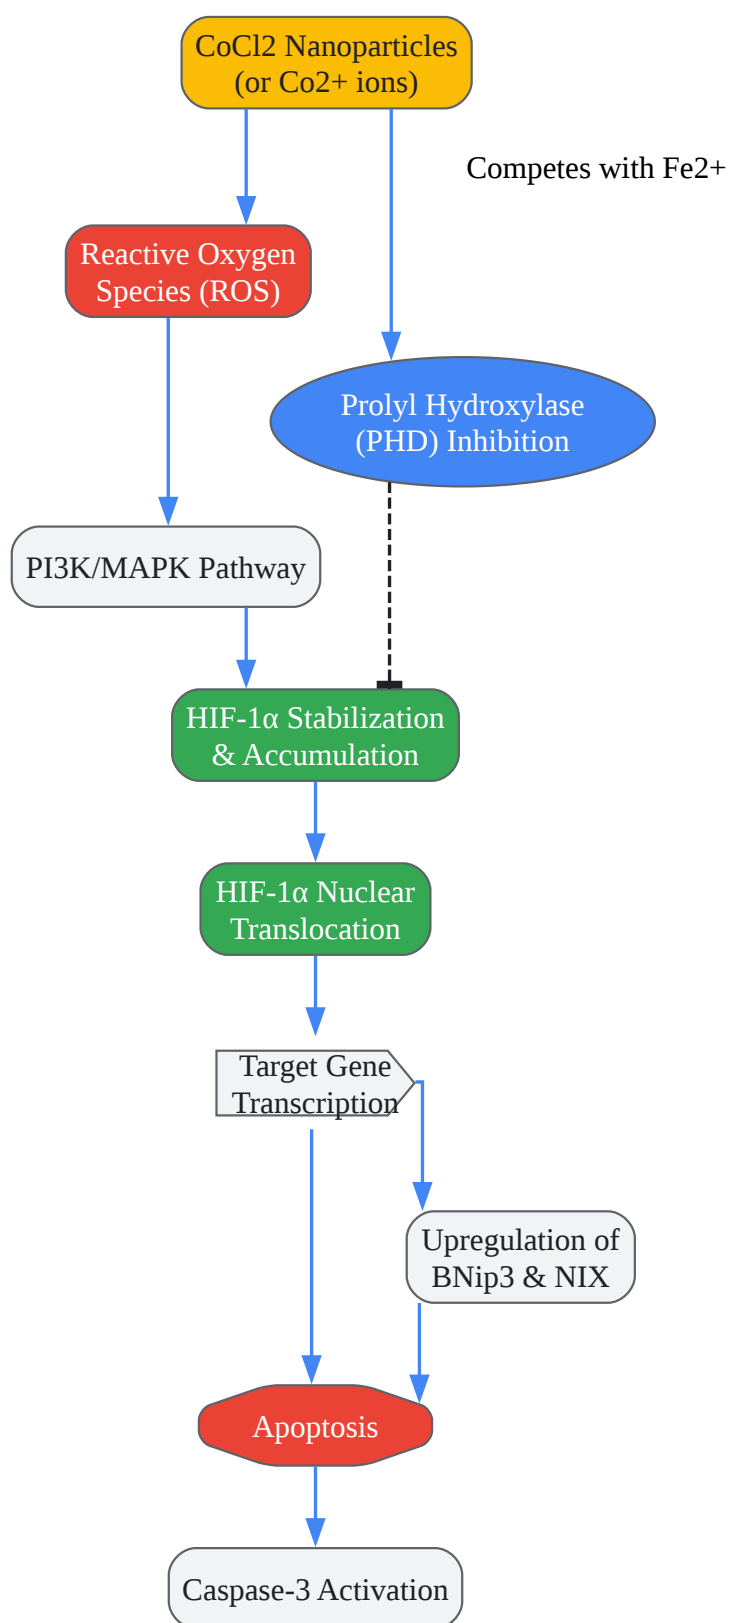 CoCl2 Nanoparticles
(or Co2+ ions)
Competes with Fe2+
Reactive Oxygen
Species (ROS)
Prolyl Hydroxylase
(PHD) Inhibition
PI3K/MAPK Pathway
HIF-1α Stabilization
& Accumulation
HIF-1α Nuclear
Translocation
Target Gene
Transcription
Upregulation of
BNip3 & NIX
Apoptosis
Caspase-3 Activation